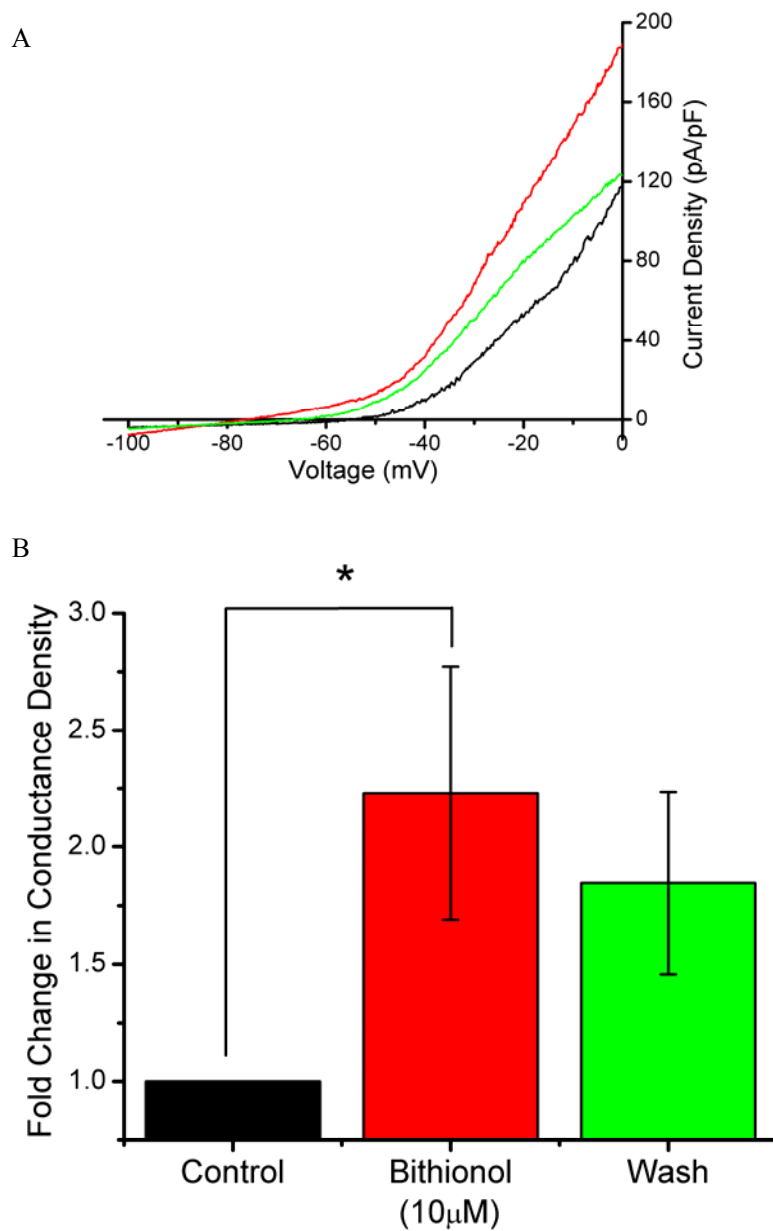 A
200
160
120
80
40
0
Current Density (pA/pF)
-100
-80
-60
-40
-20
0
Voltage (mV)
B
*
3.0
2.5
2.0
1.5
1.0
Fold Change in Conductance Density
Control
Bithionol
(10μM)
Wash